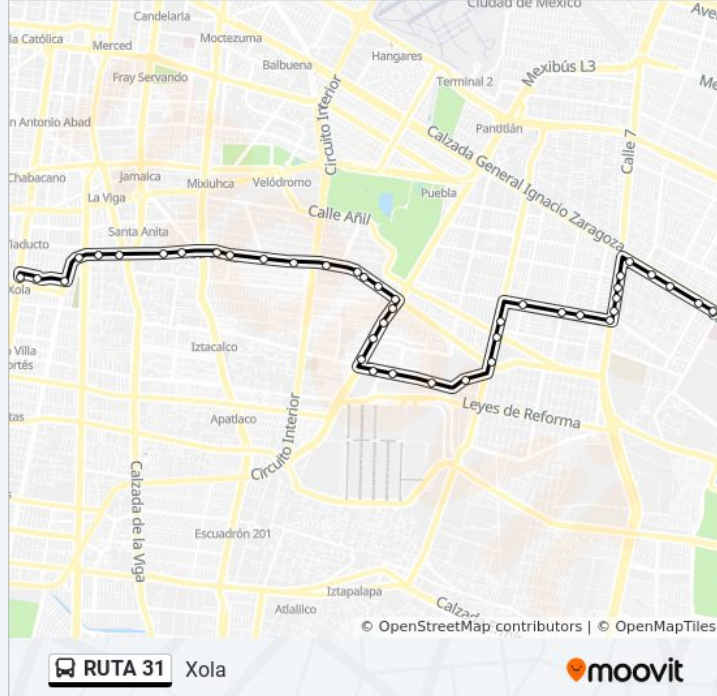 Ciudad de México
Candelaria
la Católica
Moctezuma
Merced
Hangares
Balbuena
Mexibús L3
Fray Servando
Terminal 2
Circuito Interior
n Antonio Abad
Pantitlán
Calzada General Ignacio Zaragoza
Calle 7
Chabacano
Jamaica
Mixiuhca
Velódromo
Puebla
La Viga
Calle Añil
Santa Anita
iaducto
Xola
Iztacalco
Villa
ortés
Leyes de Reforma
Apatlaco
Circuito Interior
Calzada de la Viga
Escuadrón 201
Iztapalapa
Atlalilco
© OpenStreetMap contributors | © OpenMapTiles
RUTA 31 Xola
moovit